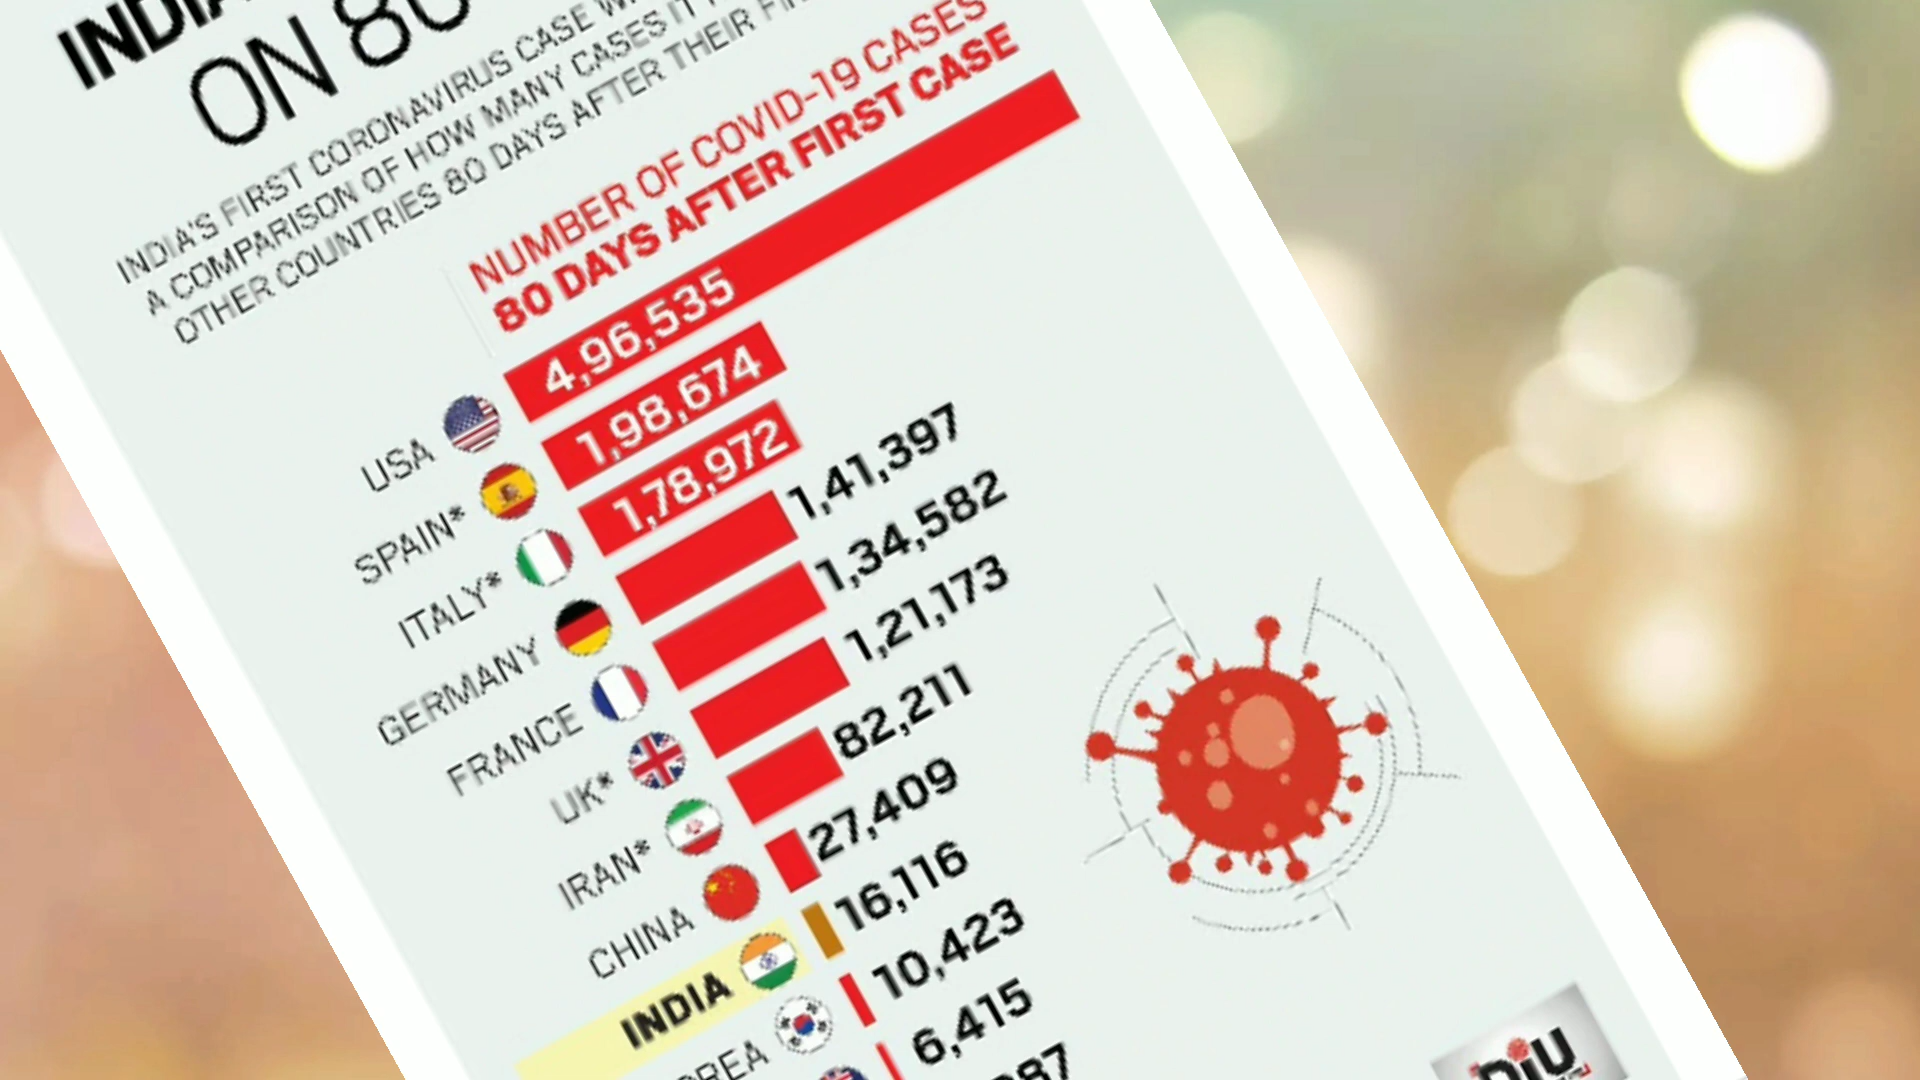 INDIA
ON 80
INDIA'S FIRST CORONAVIRUS CASE
A COMPARISON OF HOW MANY CASES IT
OTHER COUNTRIES 80 DAYS AFTER THEIR
NUMBER OF COVID-19 CASES
80 DAYS AFTER FIRST CASE
USA 4,96,535
SPAIN* 1,98,674
ITALY* 1,78,972
GERMANY 1,41,397
FRANCE 1,34,582
UK* 1,21,173
IRAN* 82,211
CHINA 27,409
INDIA 16,116
10,423
6,415
DIU